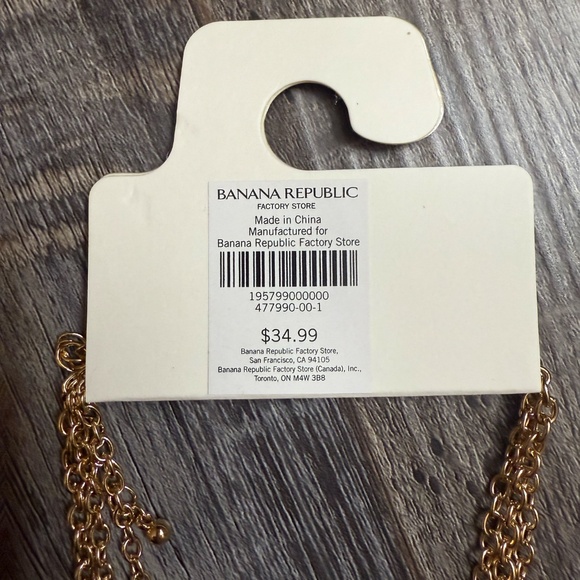 BANANA REPUBLIC
FACTORY STORE
Made in China
Manufactured for
Banana Republic Factory Store
195799000000
477990-00-1
$34.99
Banana Republic Factory Store,
San Francisco, CA 94105
Banana Republic Factory Store (Canada), Inc.,
Toronto, ON M4W 3B8